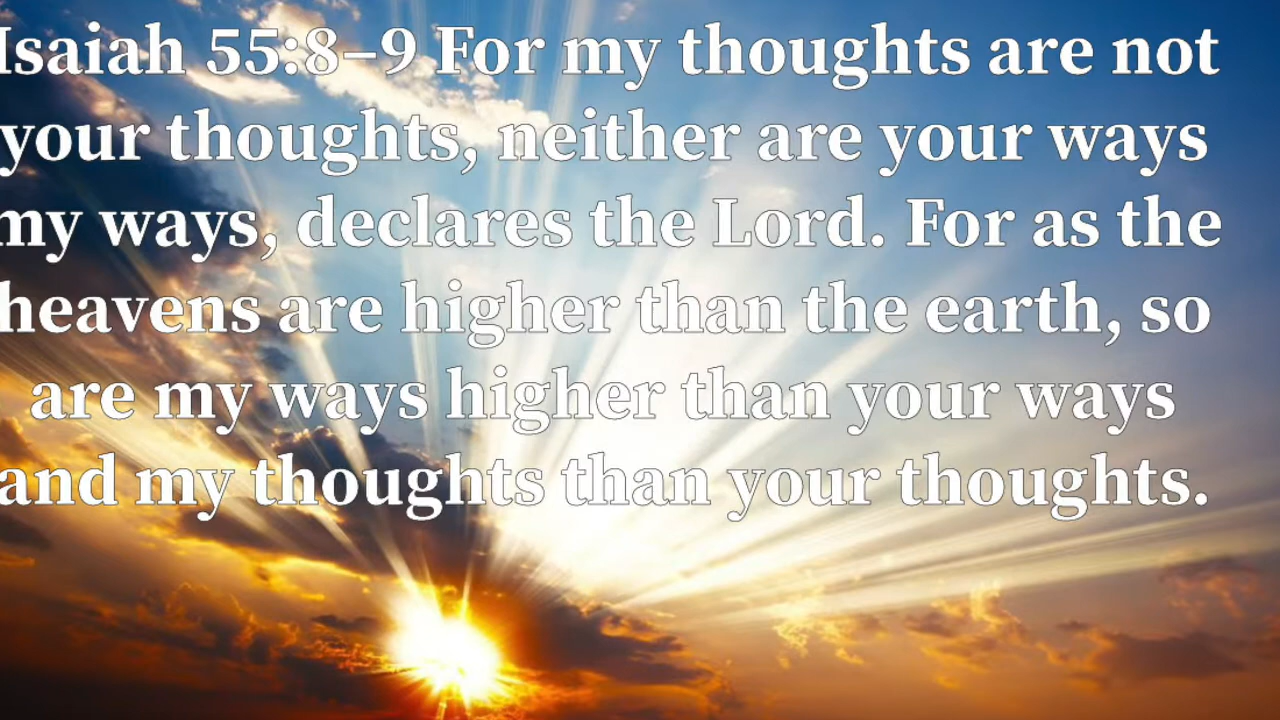 Isaiah 55:8–9 For my thoughts are not
your thoughts, neither are your ways
my ways, declares the Lord. For as the
heavens are higher than the earth, so
are my ways higher than your ways
and my thoughts than your thoughts.